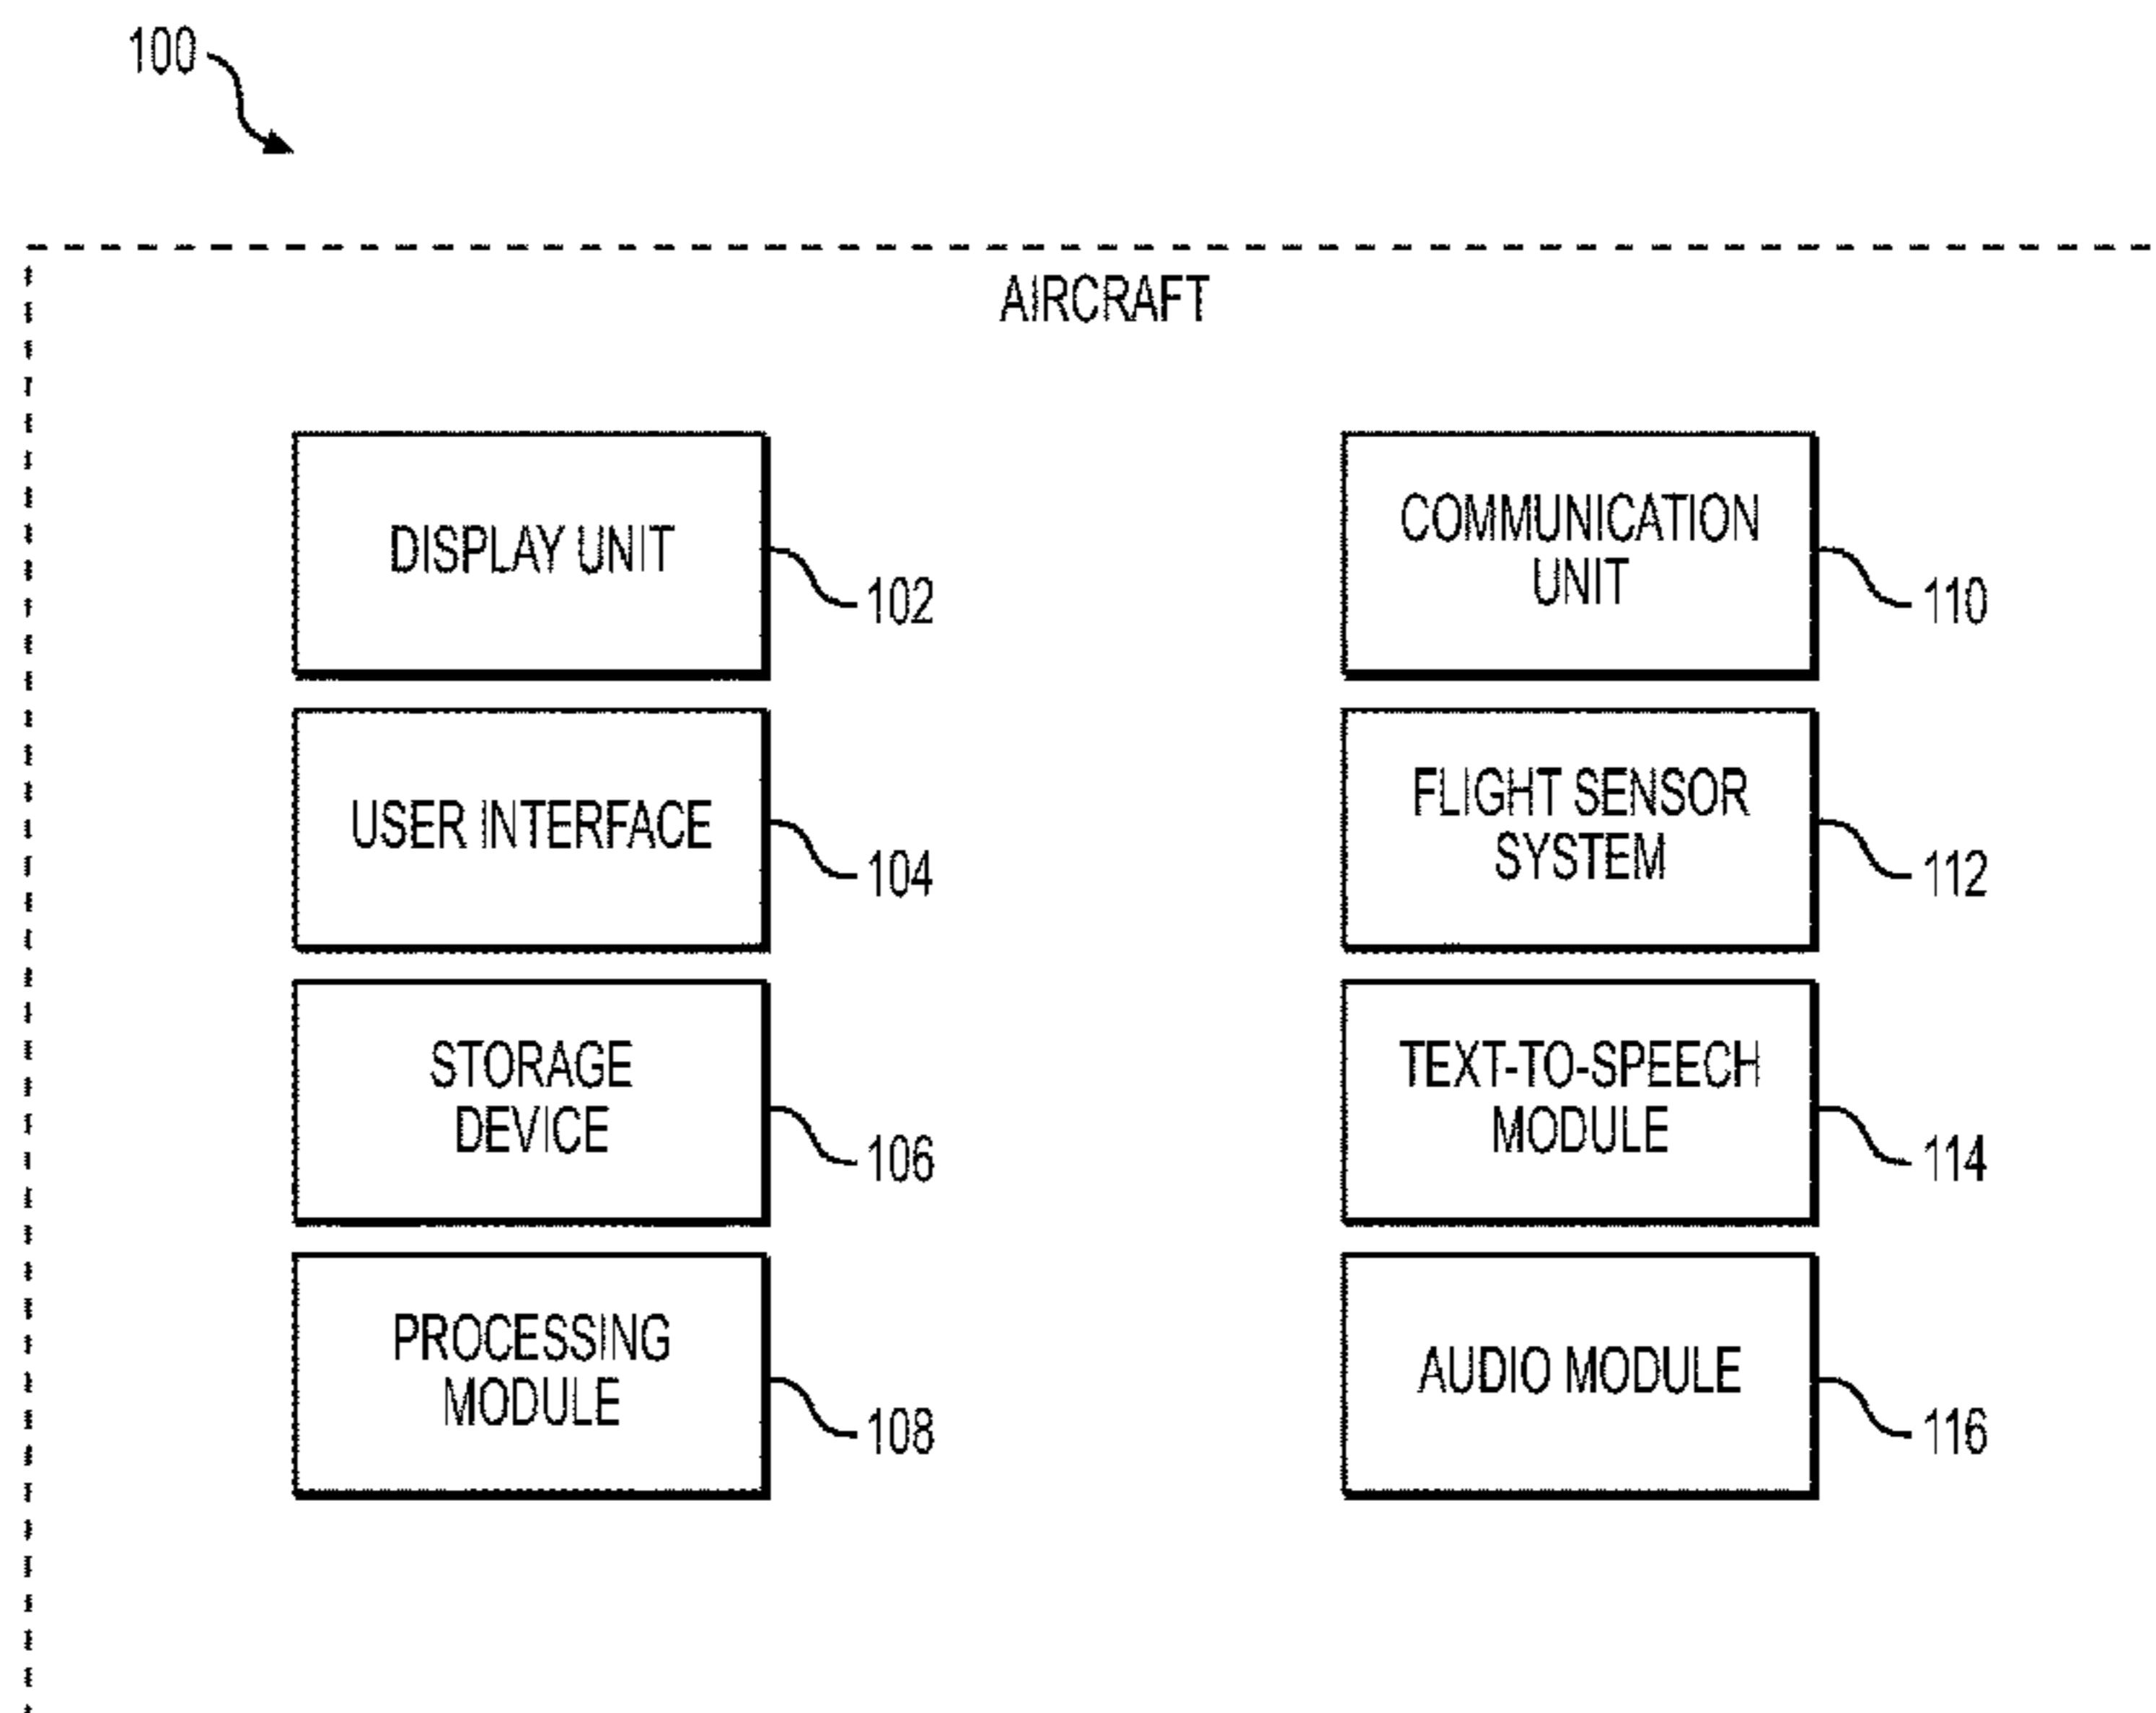 100
AIRCRAFT
DISPLAY UNIT
102
USER INTERFACE
104
STORAGE
DEVICE
106
PROCESSING
MODULE
108
COMMUNICATION
UNIT
110
FLIGHT SENSOR
SYSTEM
112
TEXT-TO-SPEECH
MODULE
114
AUDIO MODULE
116